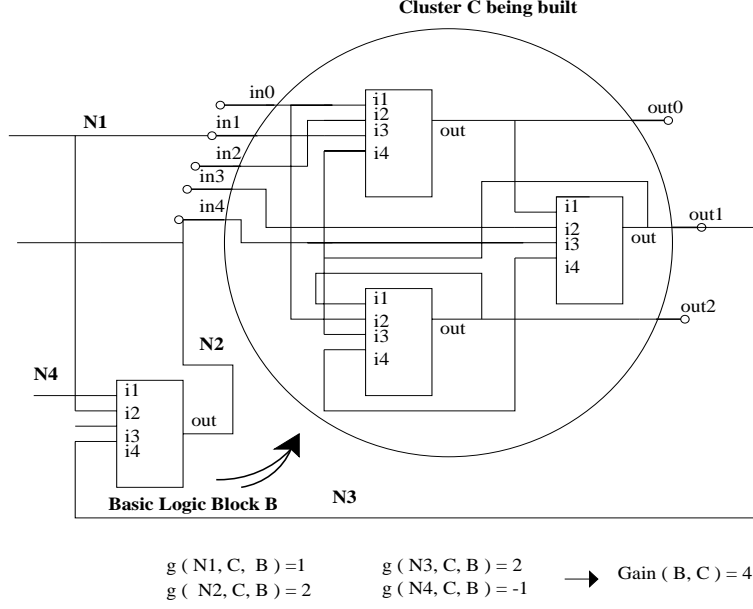 Cluster C being built
in0
N1
in1
in2
in3
in4
i1
i2
i3
i4
out
out0
i1
i2
i3
i4
out
out1
i1
i2
i3
i4
out
out2
N2
N4
i1
i2
i3
i4
out
Basic Logic Block B
N3
g ( N1, C, B ) =1
g ( N3, C, B ) = 2
g ( N2, C, B ) = 2
g ( N4, C, B ) = -1
Gain ( B, C ) = 4